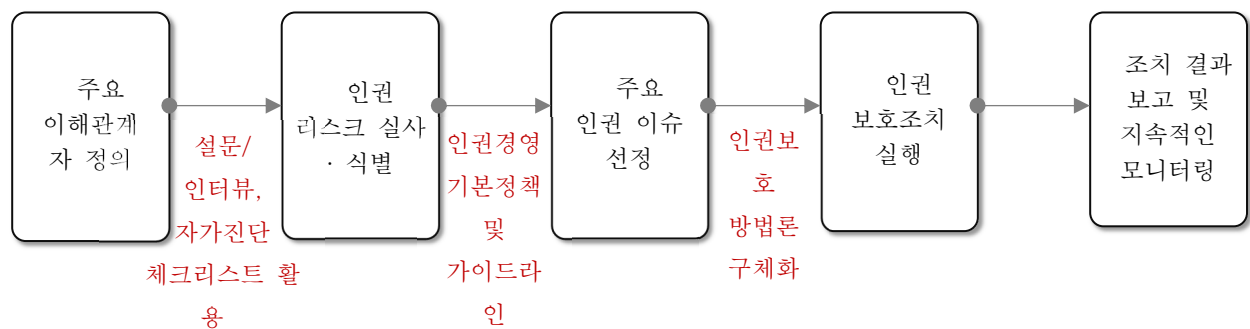 주요
이해관계
자 정의
설문/
인터뷰,
자가진단
체크리스트 활
용
인권
리스크 실사
· 식별
인권경영
기본정책
및
가이드라
인
주요
인권 이슈
선정
인권보
호
방법론
구체화
인권
보호조치
실행
조치 결과
보고 및
지속적인
모니터링